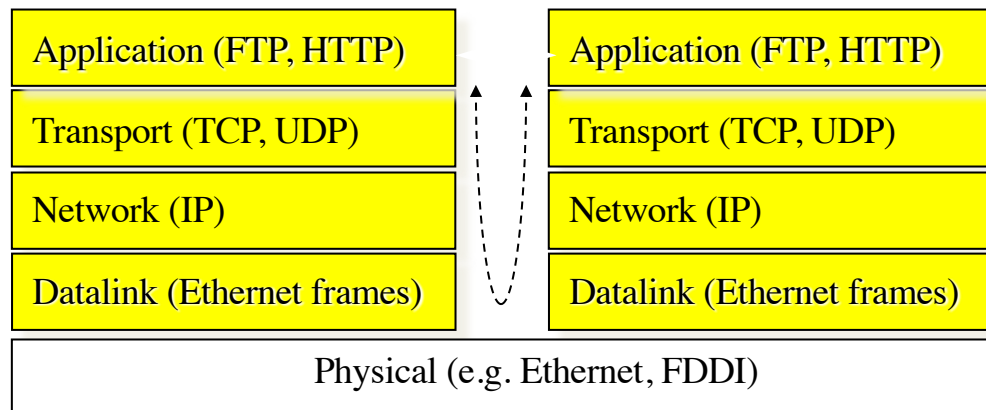 Application (FTP, HTTP)
Transport (TCP, UDP)
Network (IP)
Datalink (Ethernet frames)
Application (FTP, HTTP)
Transport (TCP, UDP)
Network (IP)
Datalink (Ethernet frames)
Physical (e.g. Ethernet, FDDI)